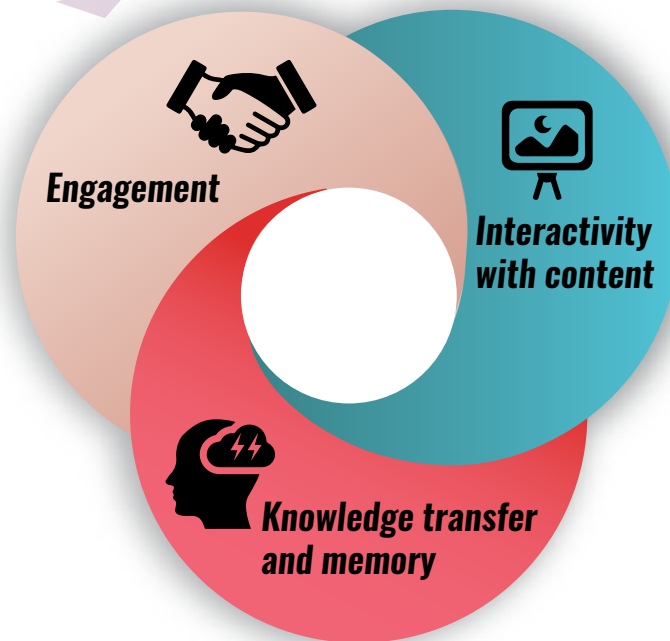 Engagement
Interactivity
with content
Knowledge transfer
and memory